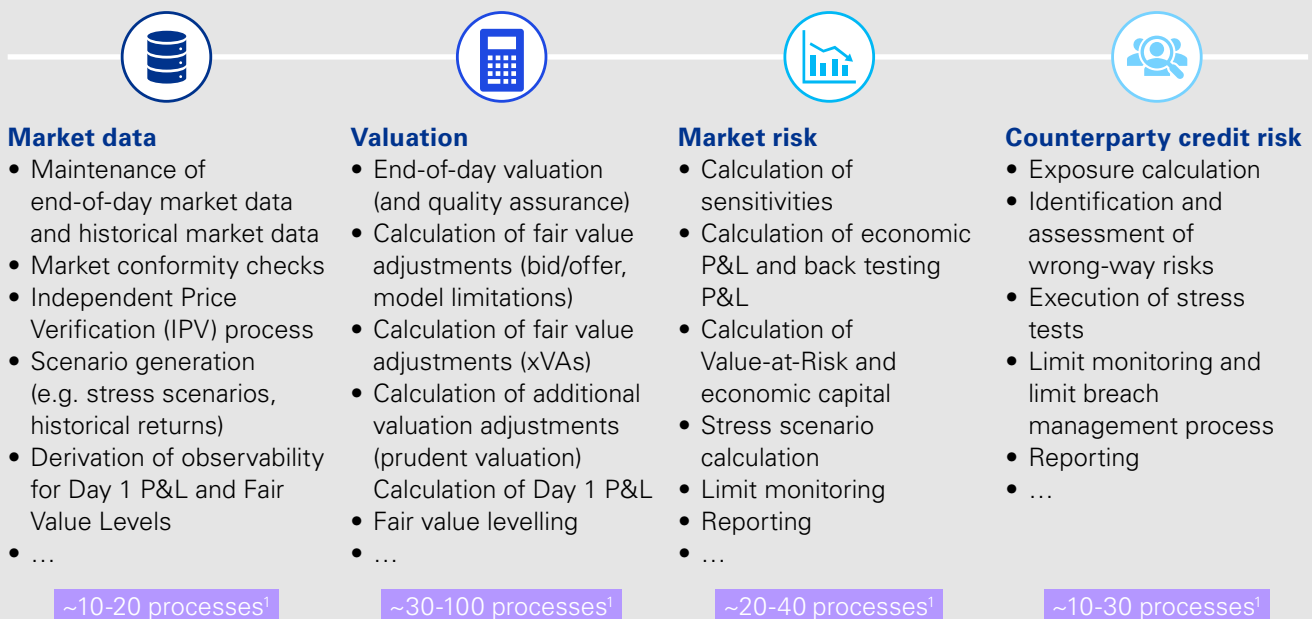 Market data
• Maintenance of
end-of-day market data
and historical market data
• Market conformity checks
• Independent Price
Verification (IPV) process
• Scenario generation
(e.g. stress scenarios,
historical returns)
• Derivation of observability
for Day 1 P&L and Fair
Value Levels
• …
~10-20 processes¹
Valuation
• End-of-day valuation
(and quality assurance)
• Calculation of fair value
adjustments (bid/offer,
model limitations)
• Calculation of fair value
adjustments (xVAs)
• Calculation of additional
valuation adjustments
(prudent valuation)
Calculation of Day 1 P&L
• Fair value levelling
• …
~30-100 processes¹
Market risk
• Calculation of
sensitivities
• Calculation of economic
P&L and back testing
P&L
• Calculation of
Value-at-Risk and
economic capital
• Stress scenario
calculation
• Limit monitoring
• Reporting
• …
~20-40 processes¹
Counterparty credit risk
• Exposure calculation
• Identification and
assessment of
wrong-way risks
• Execution of stress
tests
• Limit monitoring and
limit breach
management process
• Reporting
• …
~10-30 processes¹